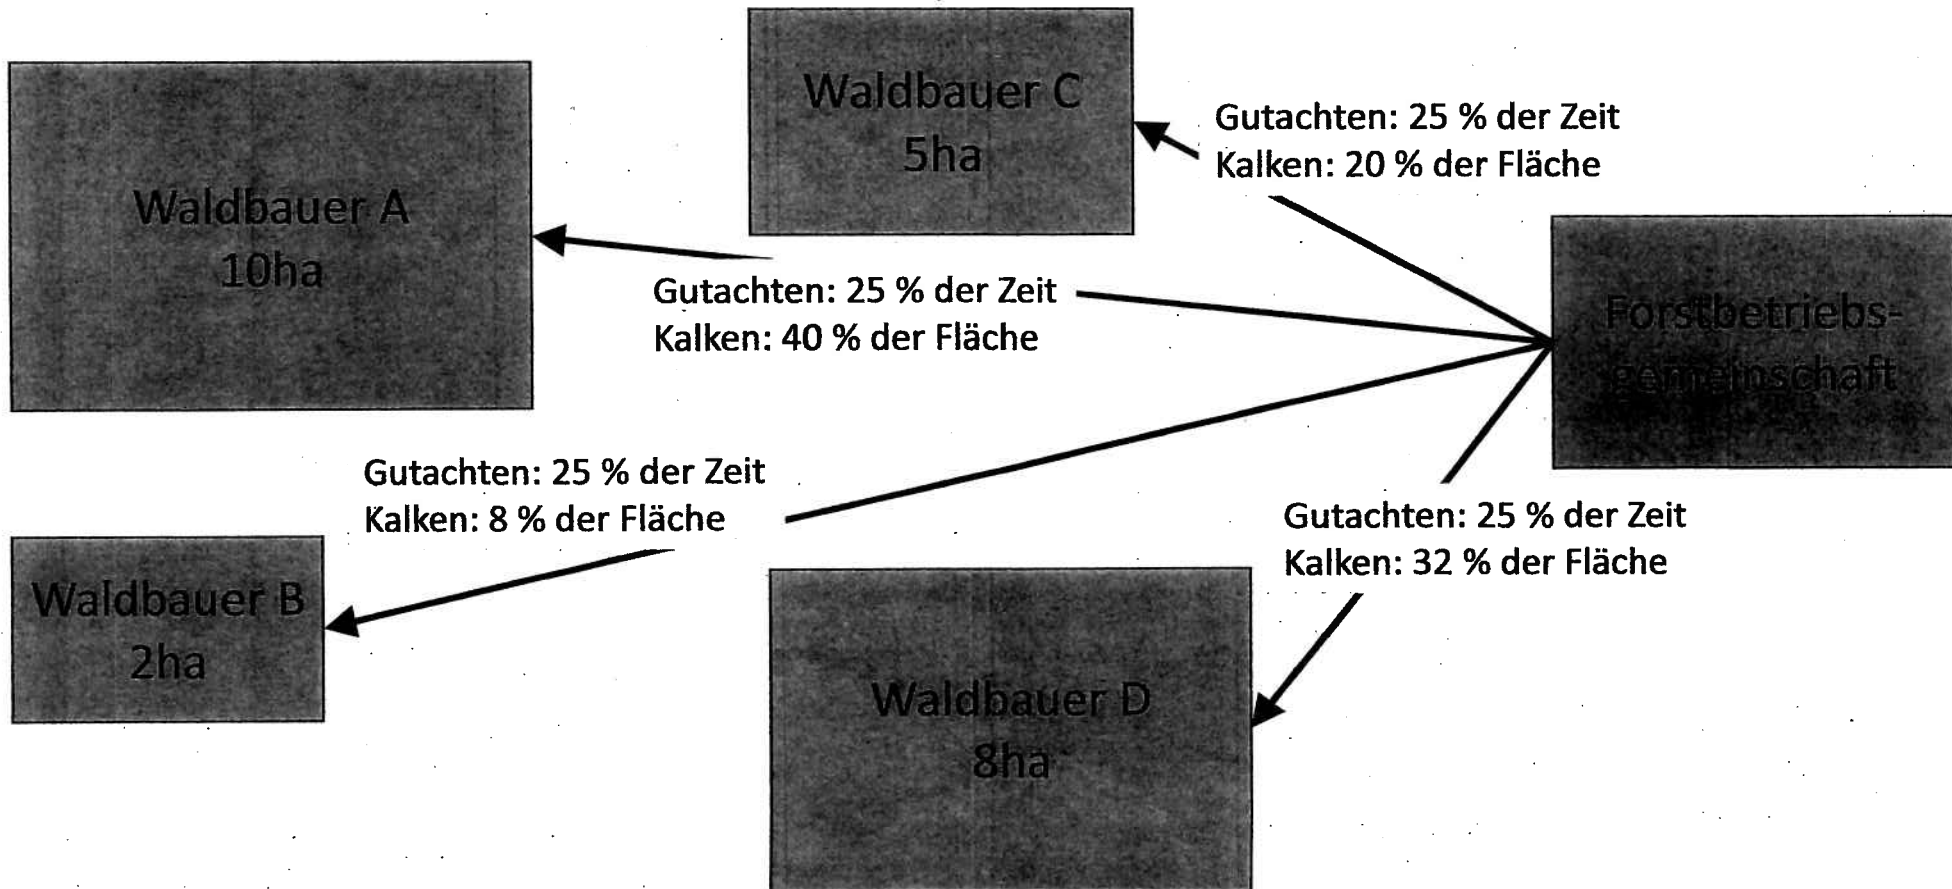 Waldbauer C
5ha
Gutachten: 25 % der Zeit
Kalken: 20 % der Fläche
Waldbauer A
10ha
Gutachten: 25 % der Zeit
Kalken: 40 % der Fläche
Forstbetriebs-
gemeinschaft
Gutachten: 25 % der Zeit
Kalken: 8 % der Fläche
Gutachten: 25 % der Zeit
Kalken: 32 % der Fläche
Waldbauer B
2ha
Waldbauer D
8ha